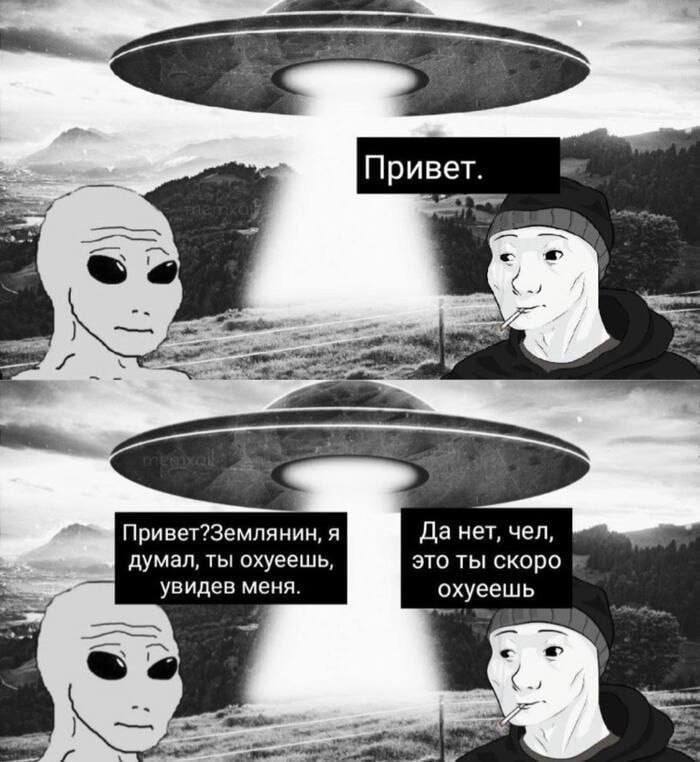 Привет.
Привет?Землянин, я
думал, ты охуеешь,
увидев меня.
Да нет, чел,
это ты скоро
охуеешь